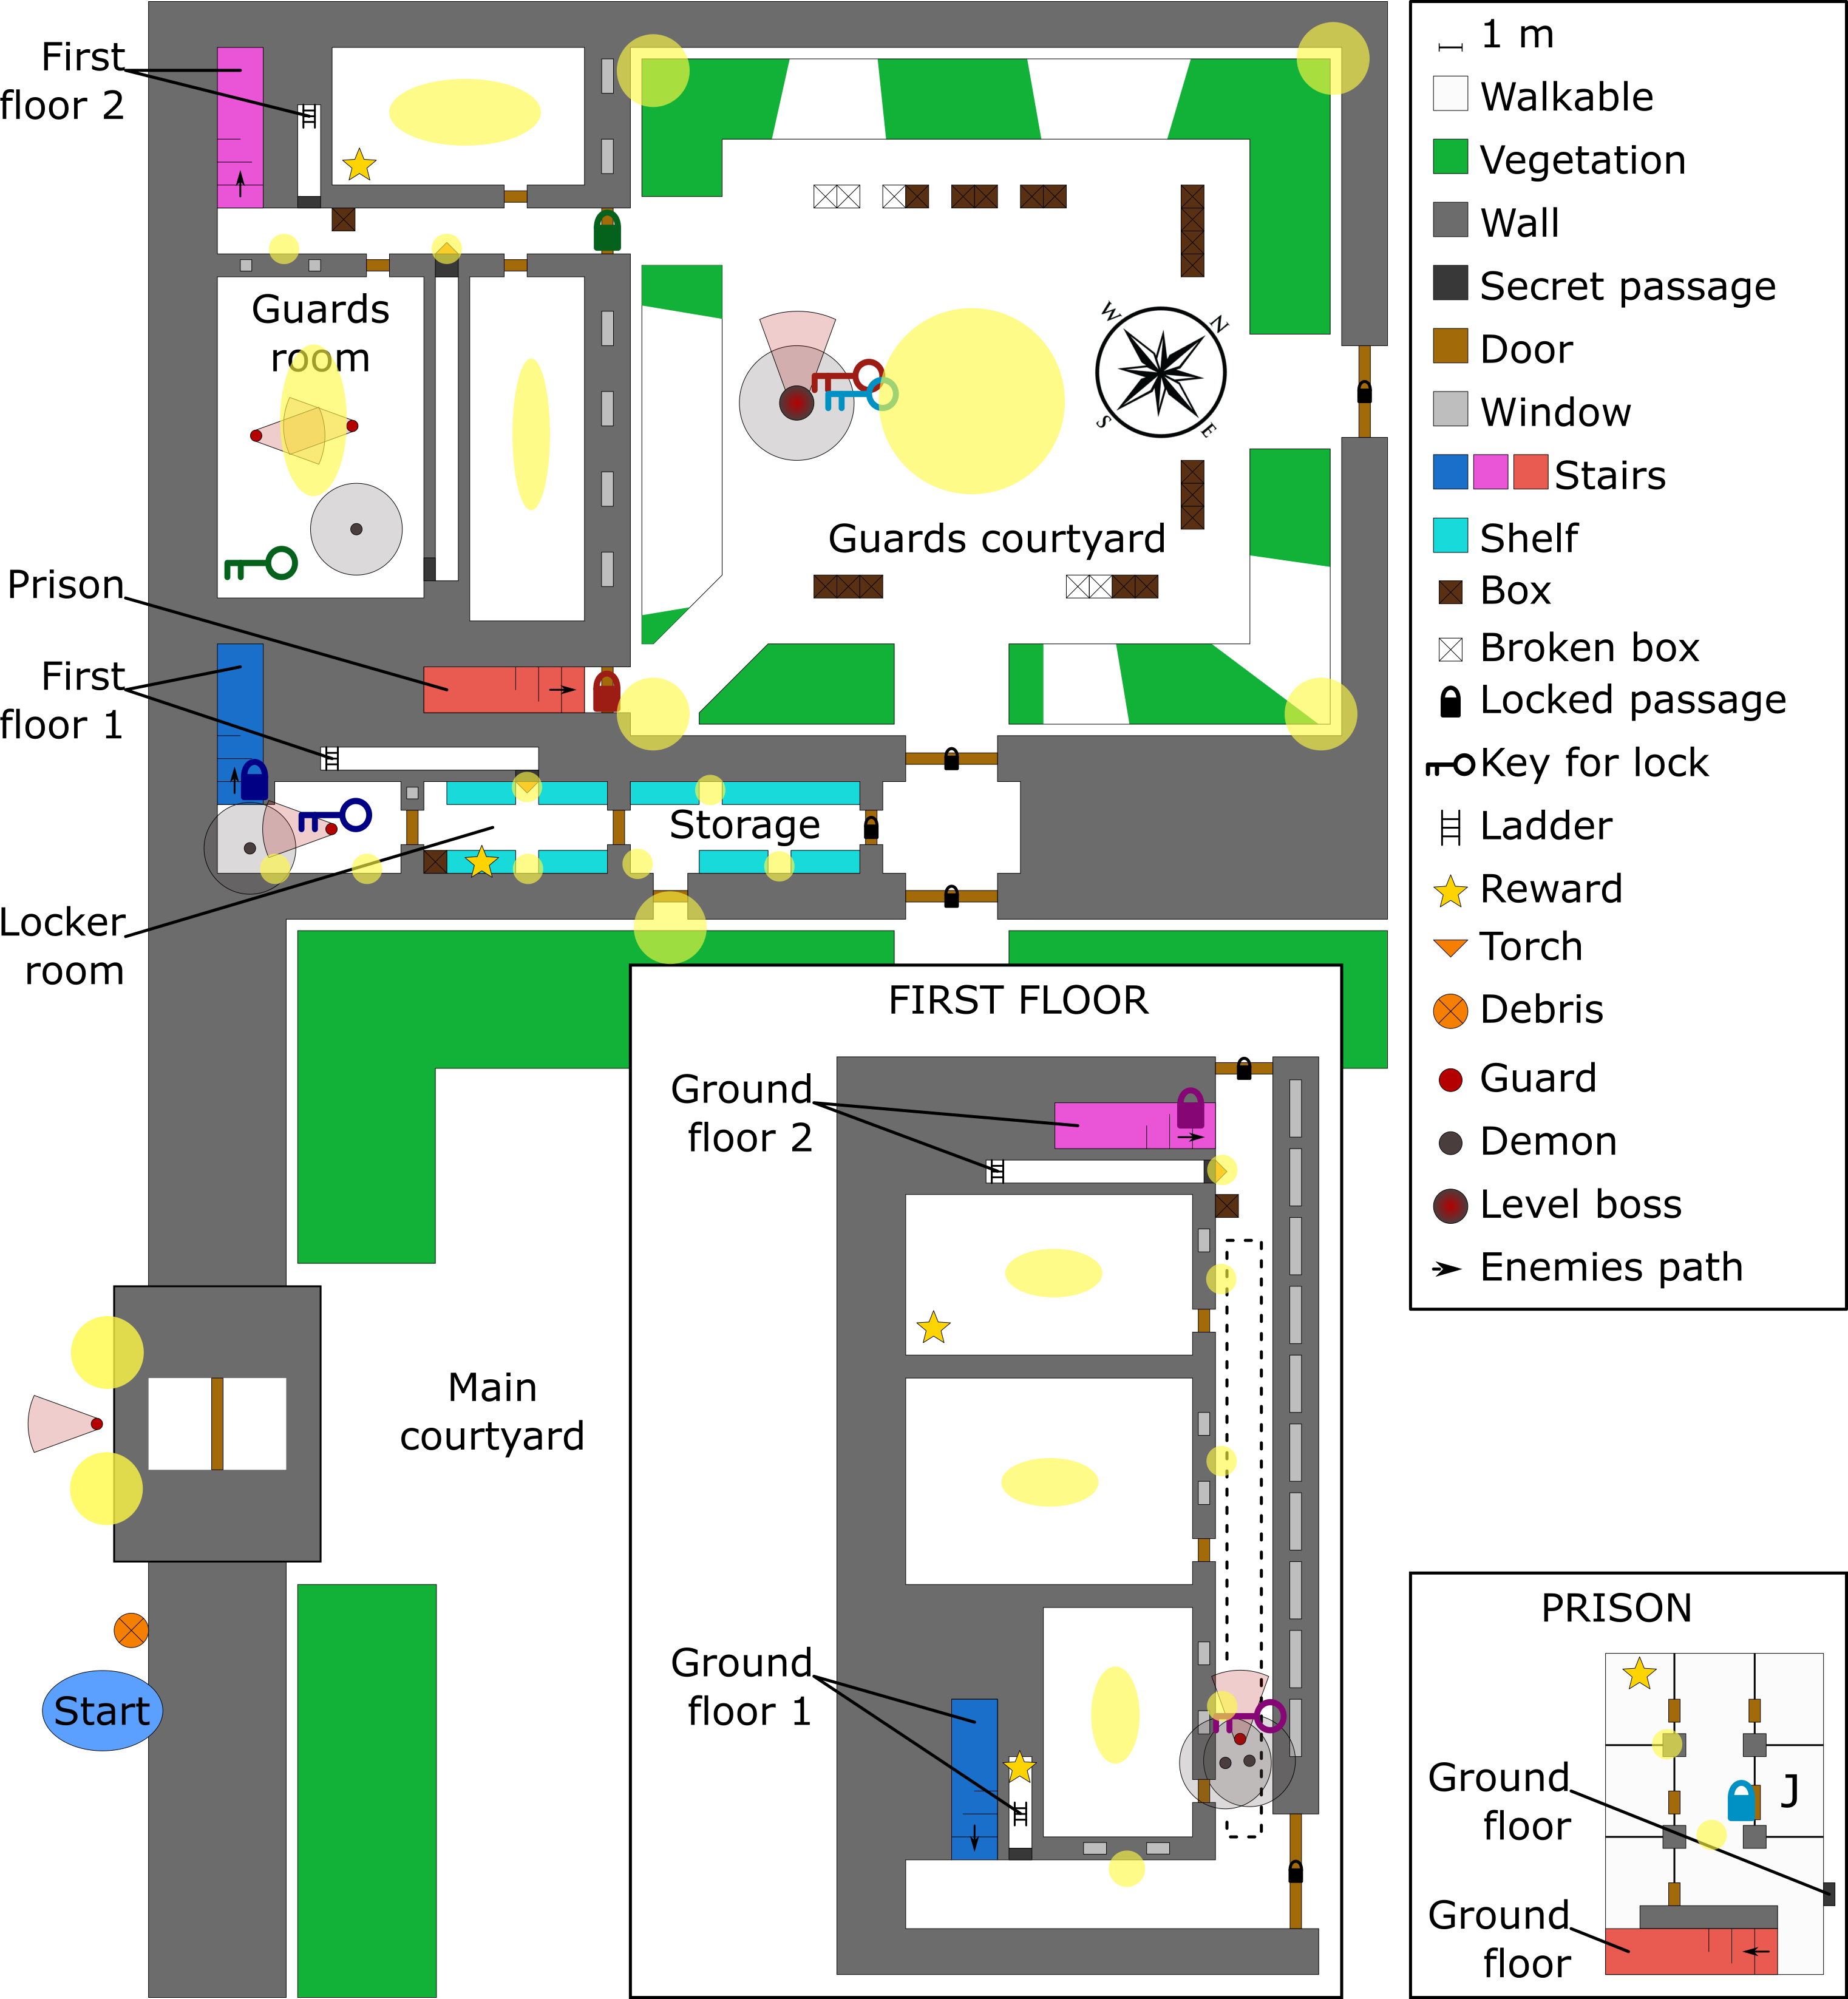 First
floor 2
Guards
room
Prison
First
floor 1
Locker
room
Storage
Guards courtyard
W
N
S
E
Main
courtyard
Start
FIRST FLOOR
Ground
floor 2
Ground
floor 1
1 m
Walkable
Vegetation
Wall
Secret passage
Door
Window
Stairs
Shelf
Box
Broken box
Locked passage
Key for lock
Ladder
Reward
Torch
Debris
Guard
Demon
Level boss
Enemies path
PRISON
J
Ground
floor
Ground
floor